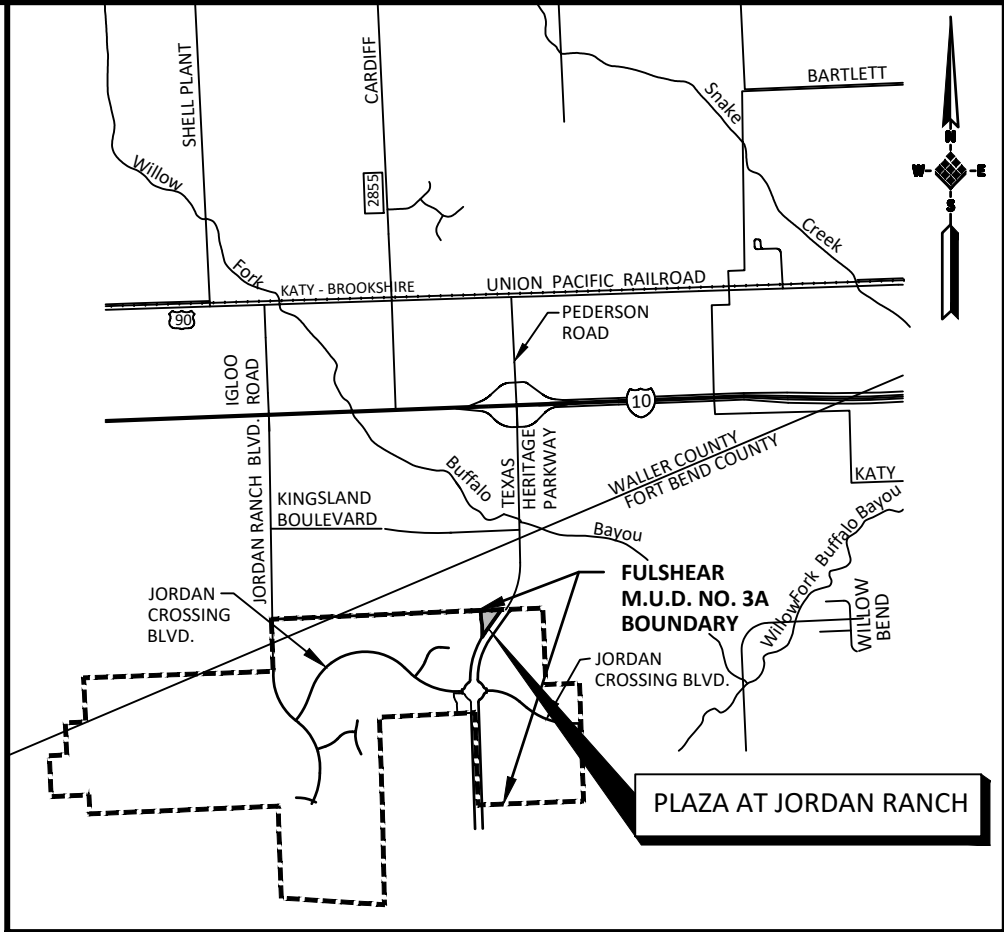 BARTLETT
SHELL PLANT
CARDIFF
Snake
N
W
E
S
Willow
2855
Creek
Fork
KATY - BROOKSHIRE
UNION PACIFIC RAILROAD
90
PEDERSON
ROAD
IGLOO
ROAD
10
JORDAN RANCH BLVD.
TEXAS
HERITAGE
PARKWAY
WALLER COUNTY
FORT BEND COUNTY
KATY
Buffalo
KINGSLAND
BOULEVARD
Bayou
Willow Fork Buffalo Bayou
JORDAN
CROSSING
BLVD.
FULSHEAR
M.U.D. NO. 3A
BOUNDARY
WILLOW
BEND
JORDAN
CROSSING BLVD.
PLAZA AT JORDAN RANCH